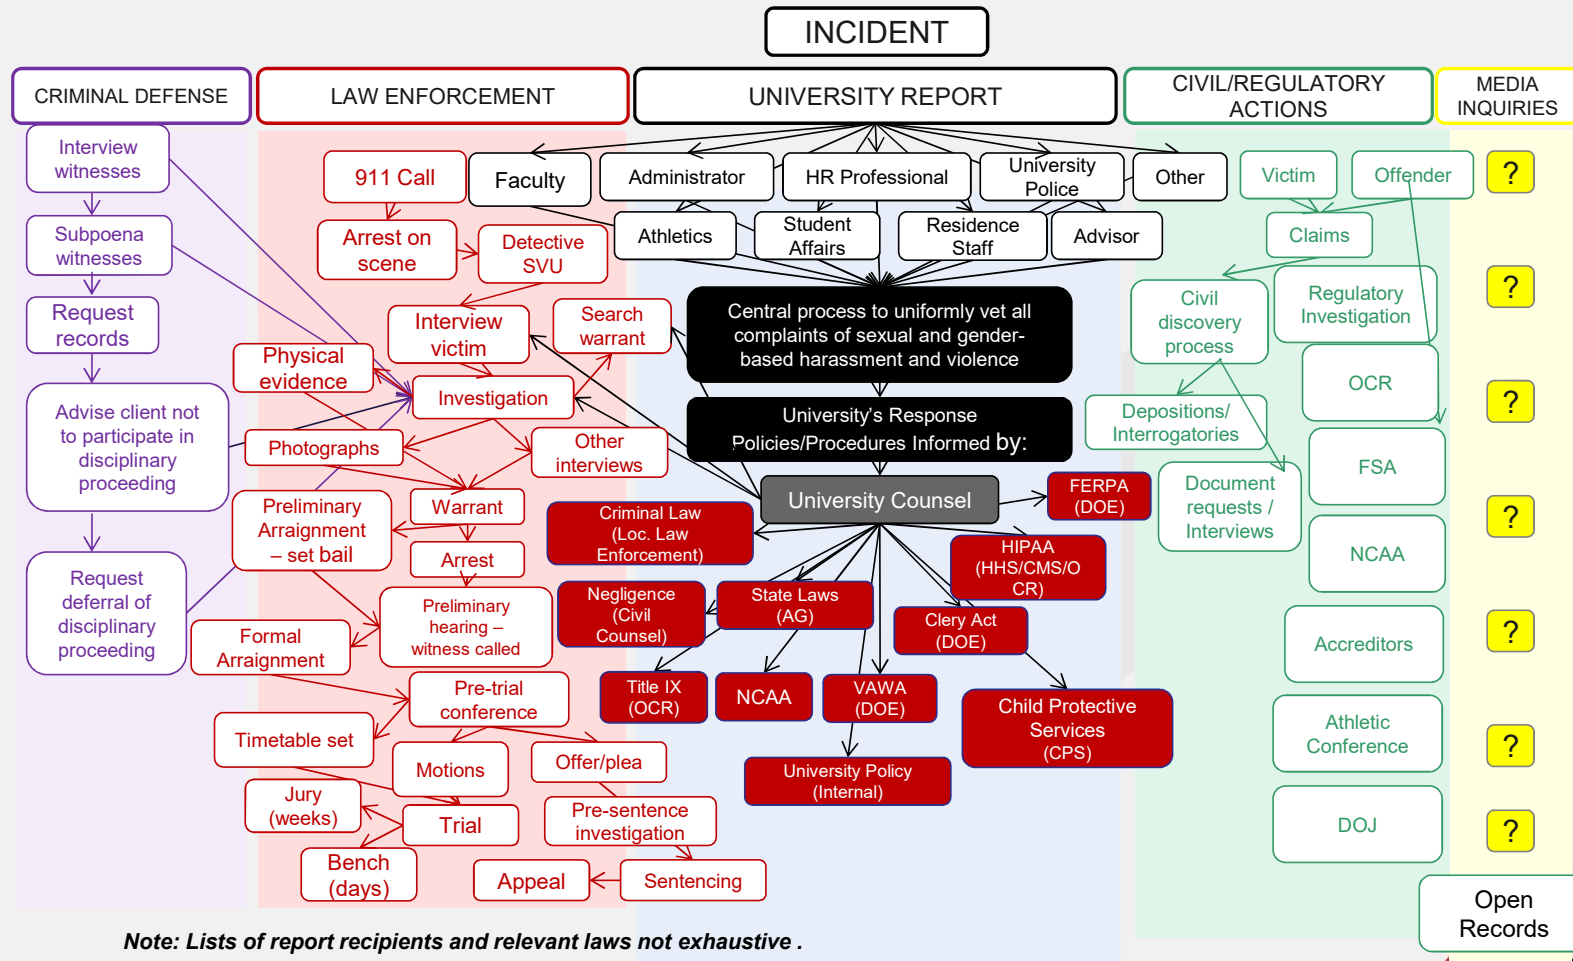 INCIDENT
CRIMINAL DEFENSE
LAW ENFORCEMENT
UNIVERSITY REPORT
CIVIL/REGULATORY
ACTIONS
MEDIA
INQUIRIES
Interview
witnesses
Subpoena
witnesses
Request
records
Advise client not
to participate in
disciplinary
proceeding
Request
deferral of
disciplinary
proceeding
911 Call
Arrest on
scene
Detective
SVU
Interview
victim
Search
warrant
Physical
evidence
Investigation
Photographs
Other
interviews
Warrant
Preliminary
Arraignment
– set bail
Arrest
Preliminary
hearing –
witness called
Formal
Arraignment
Pre-trial
conference
Timetable set
Motions
Offer/plea
Jury
(weeks)
Trial
Pre-sentence
investigation
Bench
(days)
Appeal
Sentencing
Faculty
Administrator
HR Professional
University
Police
Other
Athletics
Student
Affairs
Residence
Staff
Advisor
Central process to uniformly vet all
complaints of sexual and gender-
based harassment and violence
University's Response
Policies/Procedures Informed by:
University Counsel
FERPA
(DOE)
Criminal Law
(Loc. Law
Enforcement)
HIPAA
(HHS/CMS/O
CR)
Negligence
(Civil
Counsel)
State Laws
(AG)
Clery Act
(DOE)
Title IX
(OCR)
NCAA
VAWA
(DOE)
Child Protective
Services
(CPS)
University Policy
(Internal)
Victim
Offender
Claims
Civil
discovery
process
Regulatory
Investigation
OCR
Depositions/
Interrogatories
FSA
Document
requests /
Interviews
NCAA
Accreditors
Athletic
Conference
DOJ
?
?
?
?
?
?
?
Open
Records
Note: Lists of report recipients and relevant laws not exhaustive .